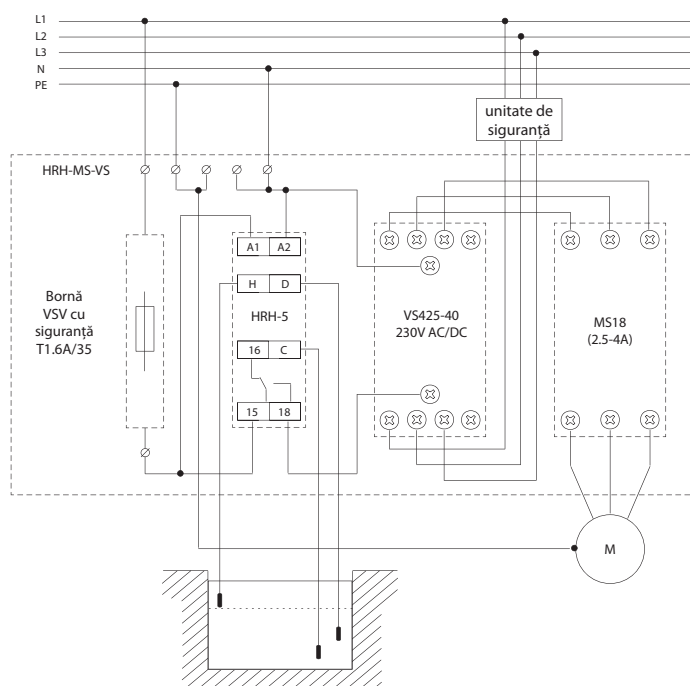 L1
L2
L3
N
PE
unitate de
siguranță
HRH-MS-VS
A1 A2
H D
HRH-5
16 C
15 18
Bornă
VSV cu
siguranță
T1.6A/35
VS425-40
230V AC/DC
MS18
(2.5-4A)
M